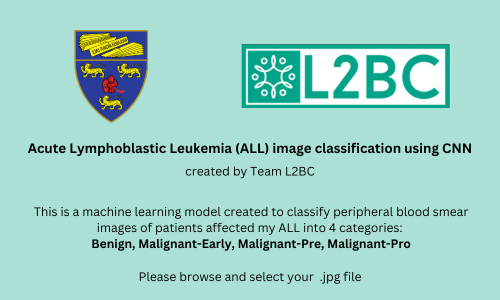 L2BC
Acute Lymphoblastic Leukemia (ALL) image classification using CNN
created by Team L2BC
This is a machine learning model created to classify peripheral blood smear
images of patients affected my ALL into 4 categories:
Benign, Malignant-Early, Malignant-Pre, Malignant-Pro
Please browse and select your .jpg file